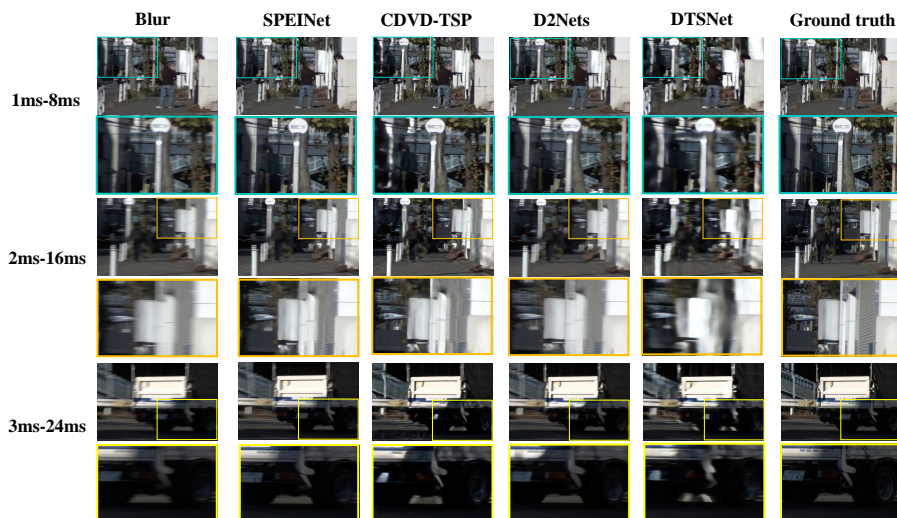 Blur SPEINet CDVD-TSP D2Nets DTSNet Ground truth
1ms-8ms
2ms-16ms
3ms-24ms